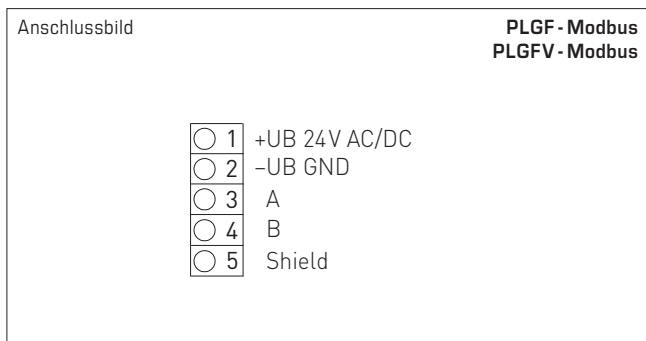 Anschlussbild
PLGF - Modbus
PLGFV - Modbus
1 +UB 24V AC/DC
2 –UB GND
3 A
4 B
5 Shield